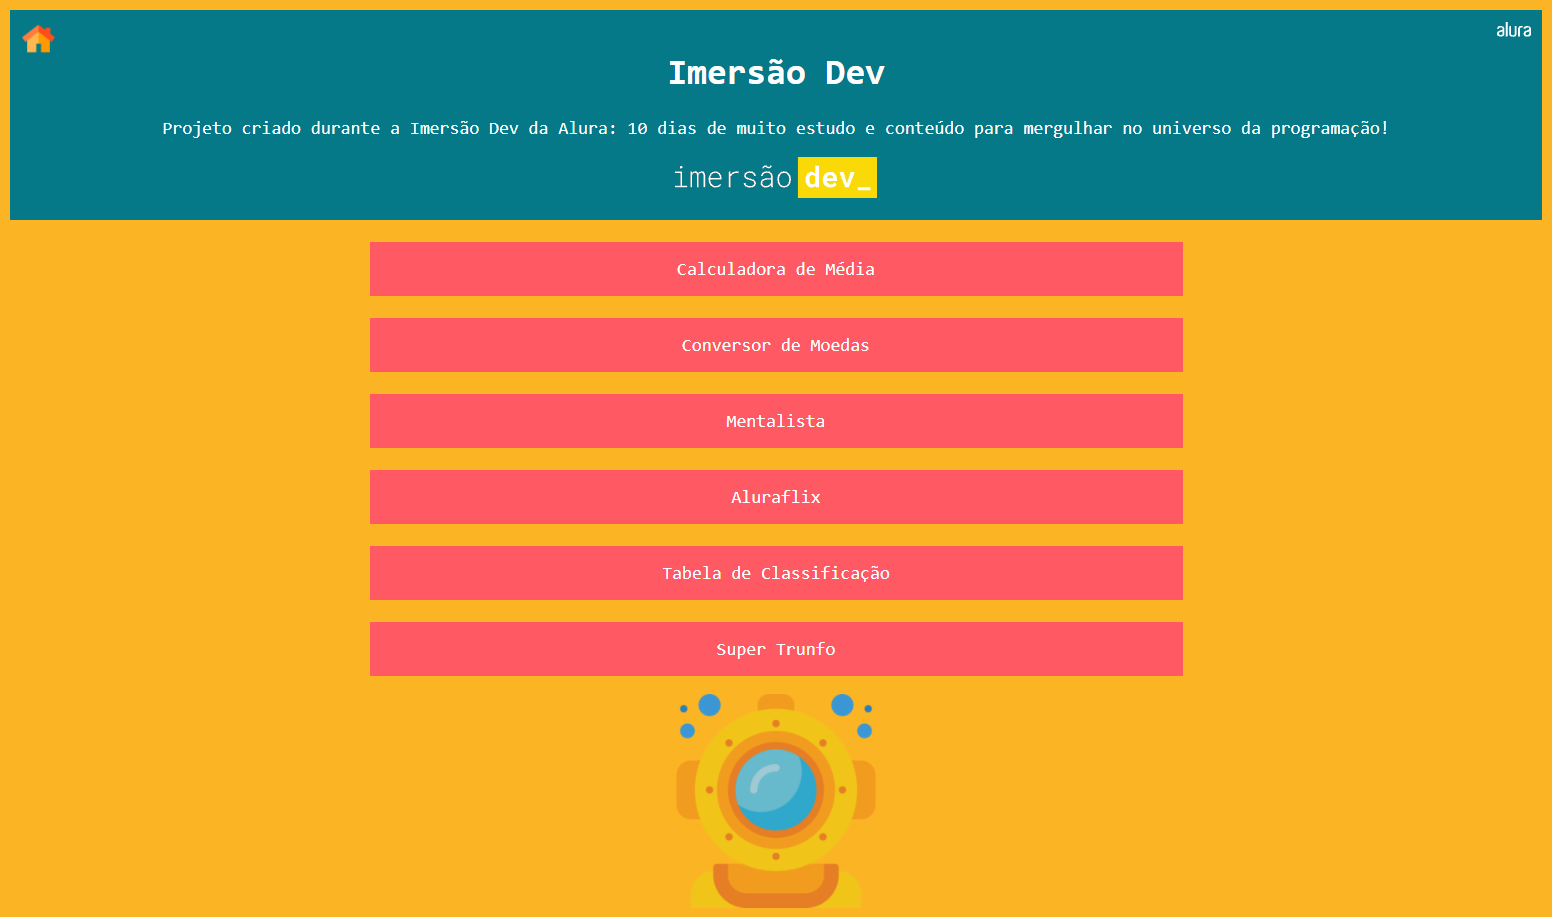 alura
Imersão Dev
Projeto criado durante a Imersão Dev da Alura: 10 dias de muito estudo e conteúdo para mergulhar no universo da programação!
imersão dev_
Calculadora de Média
Conversor de Moedas
Mentalista
Aluraflix
Tabela de Classificação
Super Trunfo